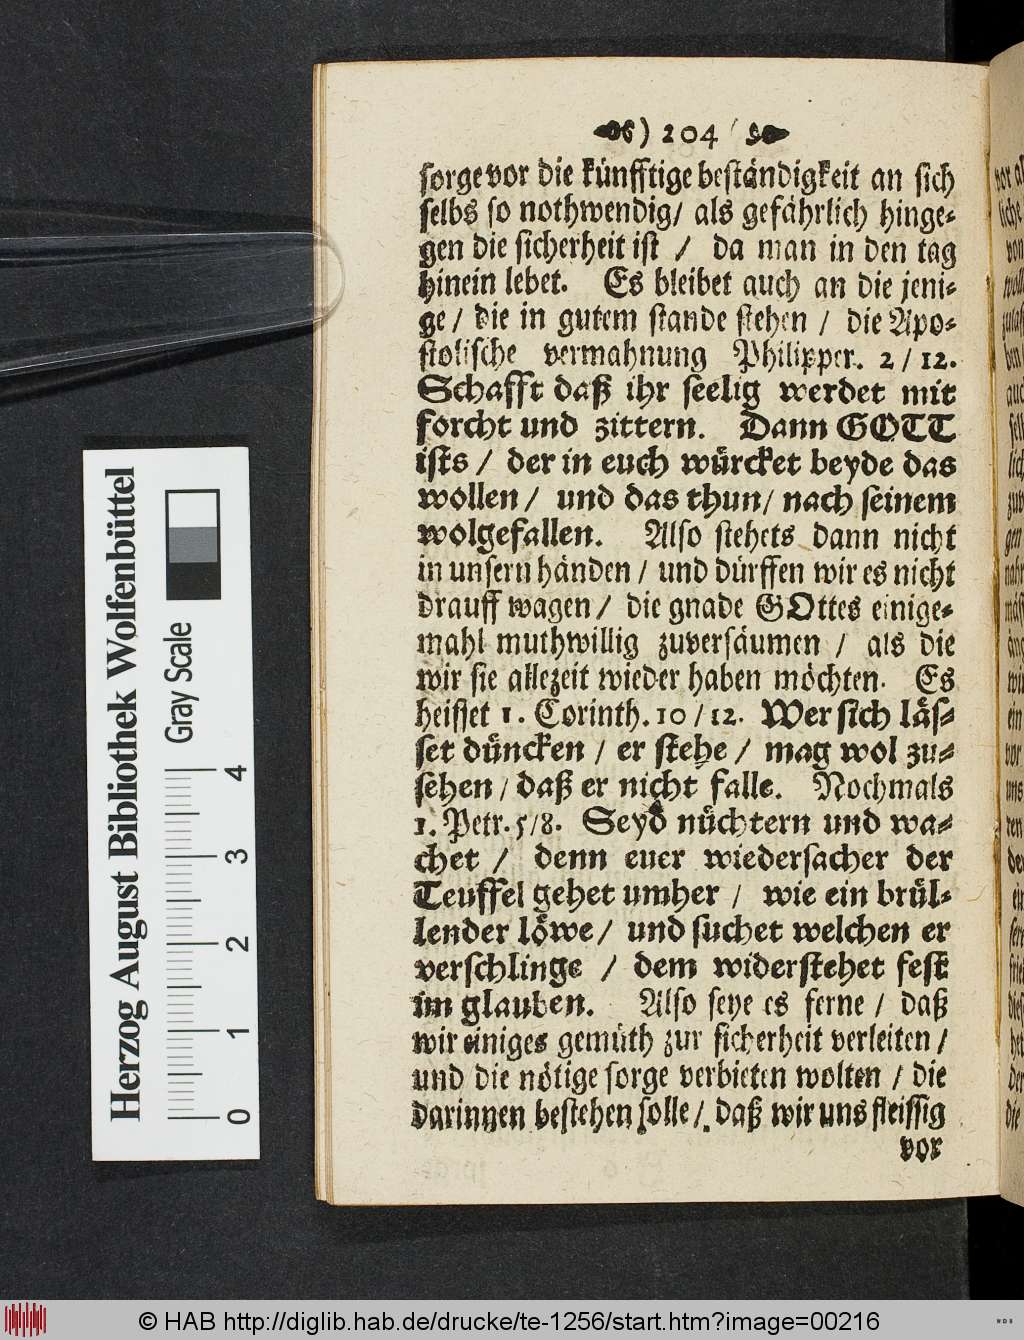 ) 204 (
sorge vor die künfftige beständigkeit an sich
selbs so nothwendig / als gefährlich hinge-
gen die sicherheit ist / da man in den tag
hinein lebet. Es bleibet auch an die jeni-
ge / die in gutem stande stehen / die Apo-
stolische vermahnung Philipper. 2 / 12.
Schafft daß ihr seelig werdet mit
forcht und zittern. Dann GOTT
ists / der in euch würcket beyde das
wollen / und das thun / nach seinem
wolgefallen. Also stehets dann nicht
in unsern händen / und dürffen wir es nicht
drauff wagen / die gnade GOttes einige-
mahl muthwillig zuversäumen / als die
wir sie allezeit wieder haben möchten. Es
heisset 1. Corinth. 10 / 12. Wer sich läs-
set düncken / er stehe / mag wol zu-
sehen / daß er nicht falle. Nochmals
1. Petr. 5 / 8. Seyd nüchtern und wa-
chet / denn euer wiedersacher der
Teuffel gehet umher / wie ein brül-
lender löwe / und suchet welchen er
verschlinge / dem widerstehet fest
im glauben. Also seye es ferne / daß
wir einiges gemüth zur sicherheit verleiten /
und die nötige sorge verbieten wolten / die
darinnen bestehen solle / daß wir uns fleissig
vor
Herzog August Bibliothek Wolfenbüttel
Gray Scale
0 1 2 3 4
© HAB http://diglib.hab.de/drucke/te-1256/start.htm?image=00216